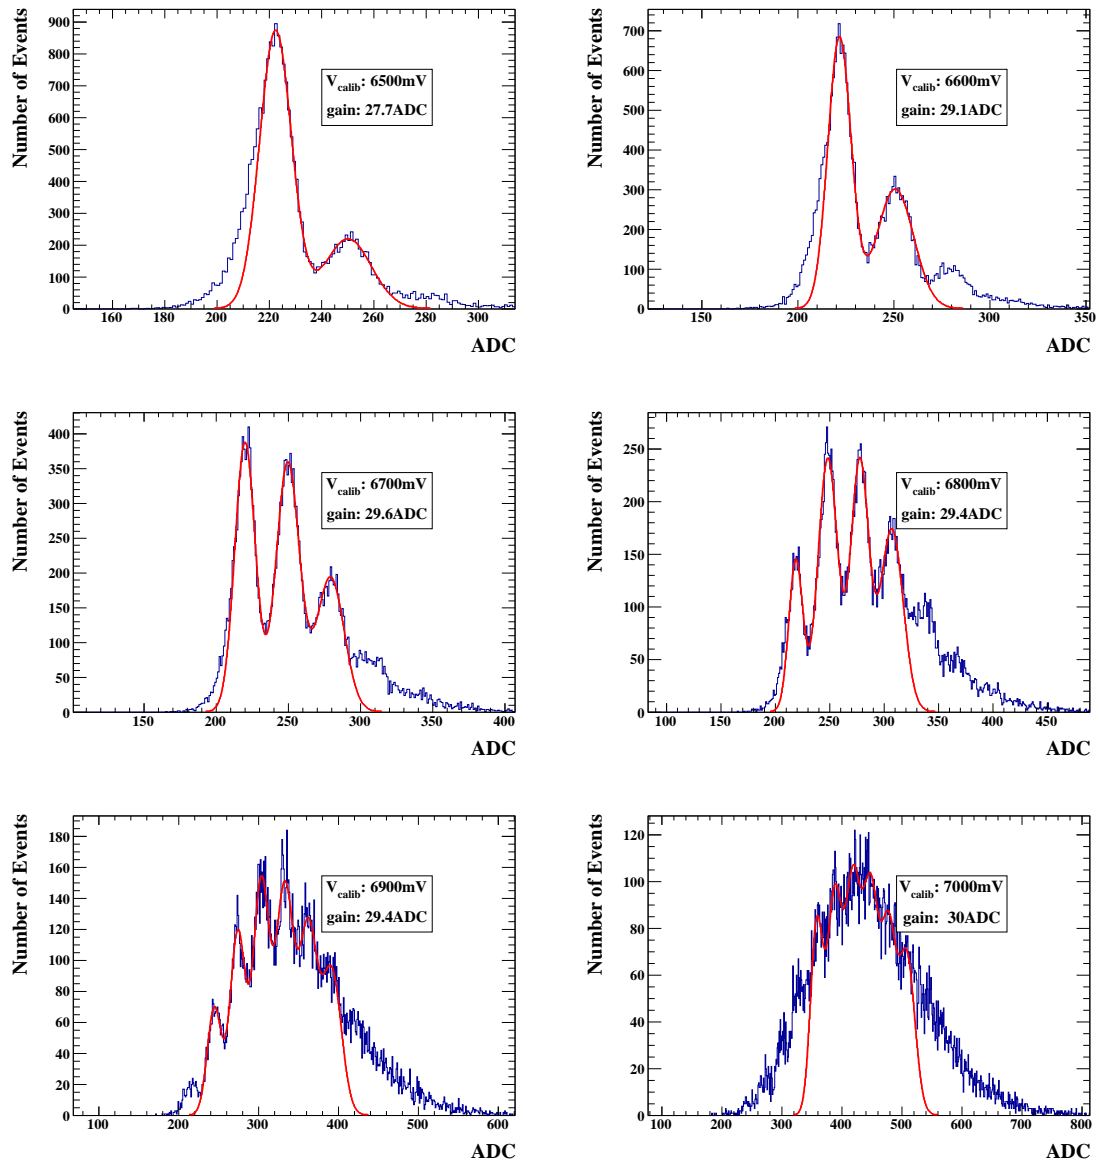 Number of Events
900
800
700
600
500
400
300
200
100
0
V_calib: 6500mV
gain: 27.7ADC
160 180 200 220 240 260 280 300
ADC
Number of Events
700
600
500
400
300
200
100
0
V_calib: 6600mV
gain: 29.1ADC
150 200 250 300 350
ADC
Number of Events
400
350
300
250
200
150
100
50
0
V_calib: 6700mV
gain: 29.6ADC
150 200 250 300 350 400
ADC
Number of Events
250
200
150
100
50
0
V_calib: 6800mV
gain: 29.4ADC
100 150 200 250 300 350 400 450
ADC
Number of Events
180
160
140
120
100
80
60
40
20
0
V_calib: 6900mV
gain: 29.4ADC
100 200 300 400 500 600
ADC
Number of Events
120
100
80
60
40
20
0
V_calib: 7000mV
gain: 30ADC
200 300 400 500 600 700 800
ADC